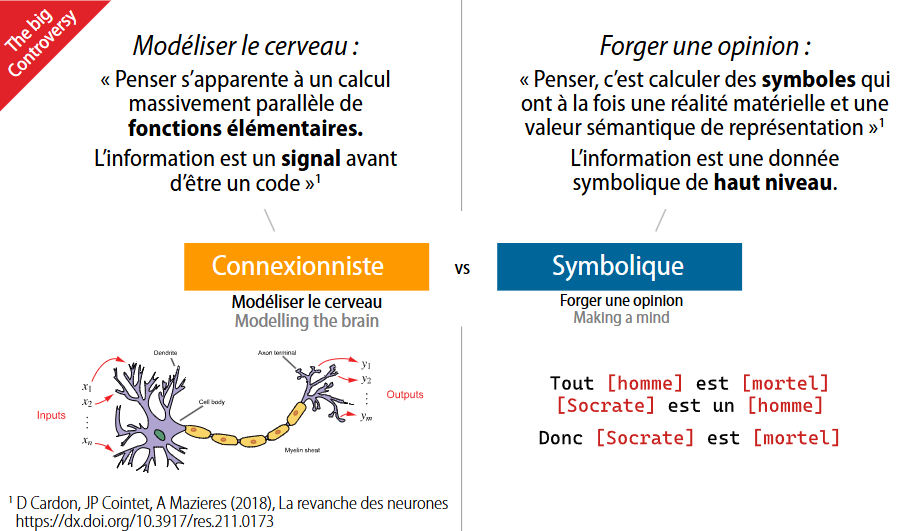 The big
Controversy
Modéliser le cerveau :
« Penser s’apparente à un calcul
massivement parallèle de
fonctions élémentaires.
L’information est un signal avant
d’être un code »¹
Forger une opinion :
« Penser, c’est calculer des symboles qui
ont à la fois une réalité matérielle et une
valeur sémantique de représentation »¹
L’information est une donnée
symbolique de haut niveau.
Connexionniste
vs
Symbolique
Modéliser le cerveau
Modelling the brain
Forger une opinion
Making a mind
Dendrite
Axon terminal
Cell body
Myelin sheat
Inputs
x₁
x₂
⋮
xₙ
y₁
y₂
⋮
yₘ
Outputs
Tout [homme] est [mortel]
[Socrate] est un [homme]
Donc [Socrate] est [mortel]
¹ D Cardon, JP Cointet, A Mazieres (2018), La revanche des neurones
https://dx.doi.org/10.3917/res.211.0173